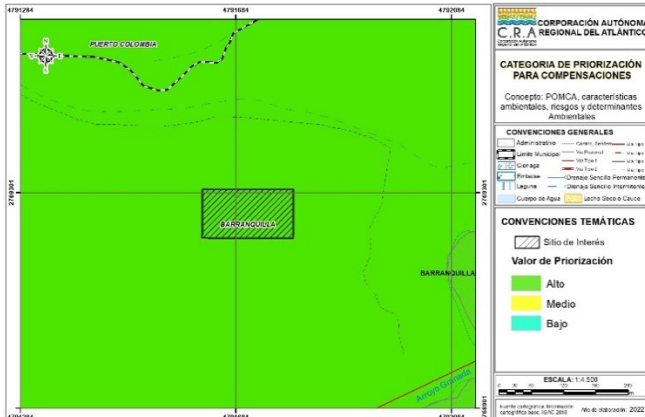 4791284
4791684
4792084
PUERTO COLOMBIA
2769301
2769301
BARRANQUILLA
BARRANQUILLA
Arroyo Granada
4791284
4791684
4792084
C.R.A
CORPORACIÓN AUTÓNOMA
REGIONAL DEL ATLÁNTICO
CATEGORIA DE PRIORIZACIÓN
PARA COMPENSACIONES
Concepto: POMCA, características
ambientales, riesgos y determinantes
Ambientales
CONVENCIONES GENERALES
Administrativo
Limite Municipal
Cienaga
Embalse
Laguna
Cuerpo de Agua
Drenaje Sencillo Permanente
Drenaje Sencillo Intermitente
Lecho Seco o Cauce
CONVENCIONES TEMÁTICAS
Sitio de Interés
Valor de Priorización
Alto
Medio
Bajo
ESCALA: 1:4.500
2022